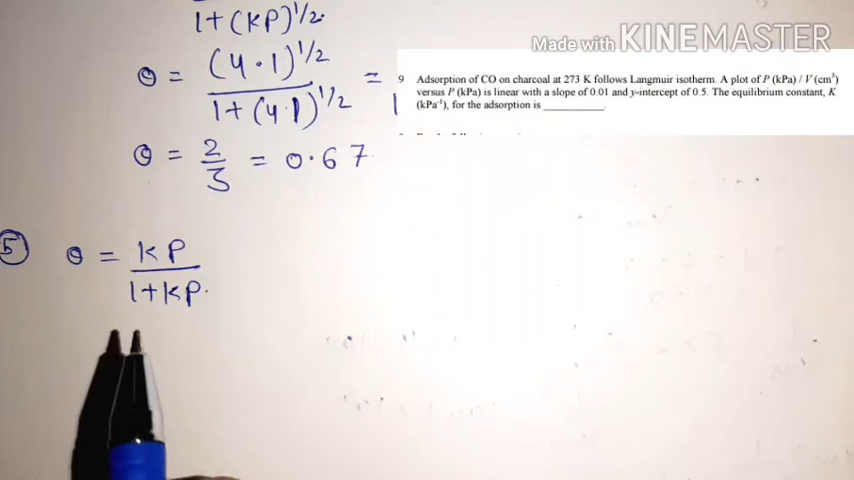 1+(KP)^1/2.
Made with KINEMASTER
θ = (4.1)^1/2 / 1+(4.1)^1/2 = 1
9 Adsorption of CO on charcoal at 273 K follows Langmuir isotherm. A plot of P (kPa) / V (cm³)
versus P (kPa) is linear with a slope of 0.01 and y-intercept of 0.5. The equilibrium constant, K
(kPa⁻¹), for the adsorption is ___________.
θ = 2/3 = 0.67
5 θ = KP / 1+KP.